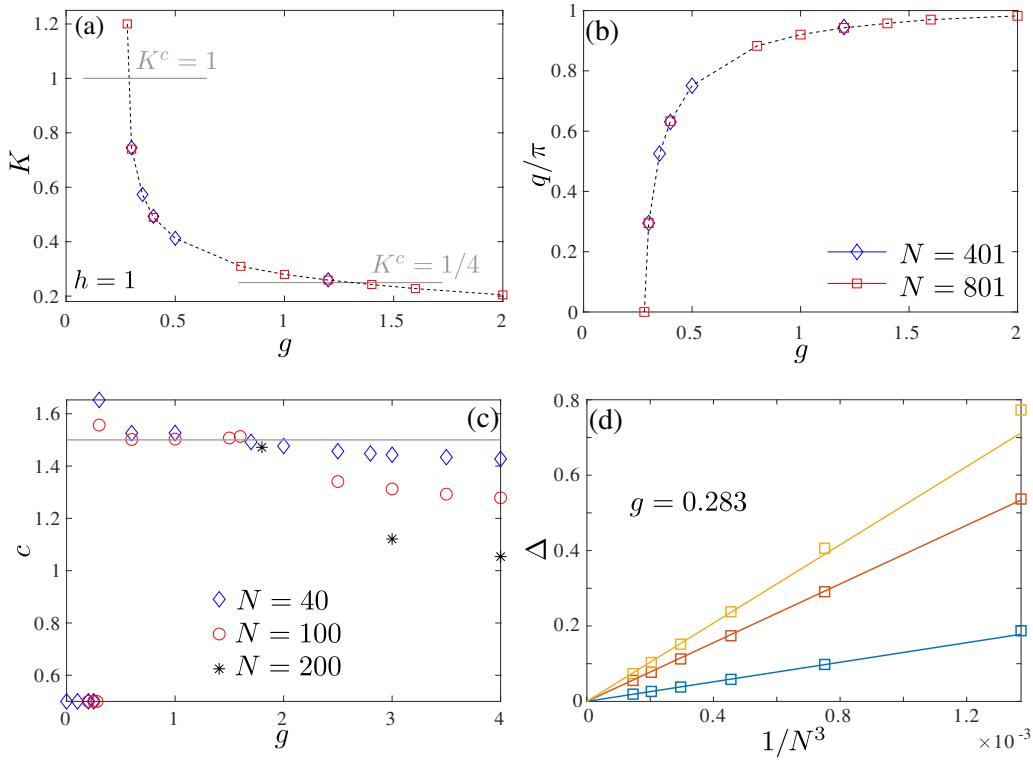 (a)
1.2
1
0.8
0.6
0.4
0.2
K
K^c = 1
K^c = 1/4
h = 1
0 0.5 1 1.5 2
g
(b)
1
0.8
0.6
0.4
0.2
0
q/π
N = 401
N = 801
0 0.5 1 1.5 2
g
(c)
1.6
1.4
1.2
1
0.8
0.6
c
N = 40
N = 100
N = 200
0 1 2 3 4
g
(d)
0.8
0.6
0.4
0.2
0
Δ
g = 0.283
0 0.4 0.8 1.2
1/N^3
×10^-3